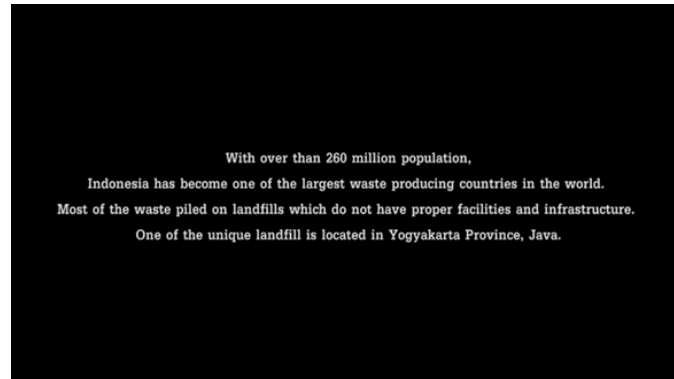 With over than 260 million population,
Indonesia has become one of the largest waste producing countries in the world.
Most of the waste piled on landfills which do not have proper facilities and infrastructure.
One of the unique landfill is located in Yogyakarta Province, Java.